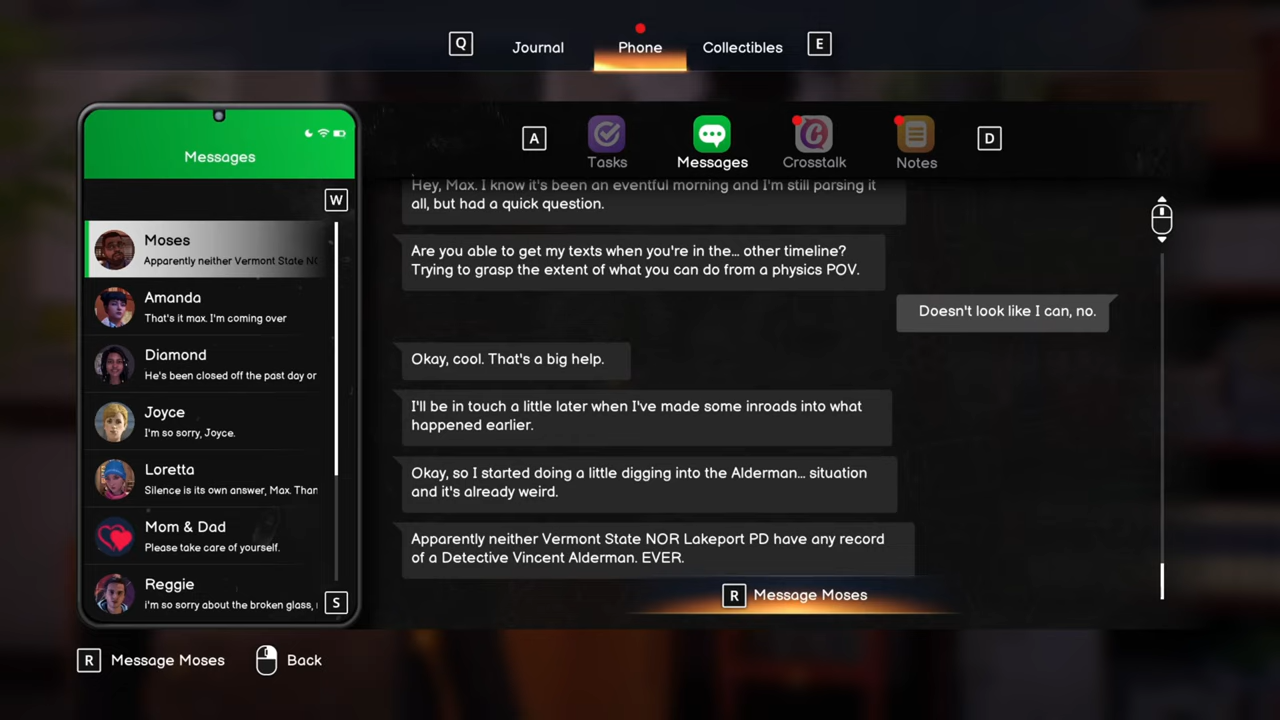 Q
Journal
Phone
Collectibles
E
Messages
W
Moses
Apparently neither Vermont State NO
Amanda
That's it max. I'm coming over
Diamond
He's been closed off the past day or
Joyce
I'm so sorry, Joyce.
Loretta
Silence is its own answer, Max. Than
Mom & Dad
Please take care of yourself.
Reggie
i'm so sorry about the broken glass,
S
A
Tasks
Messages
Crosstalk
Notes
D
Hey, Max. I know it's been an eventful morning and I'm still parsing it
all, but had a quick question.
Are you able to get my texts when you're in the... other timeline?
Trying to grasp the extent of what you can do from a physics POV.
Doesn't look like I can, no.
Okay, cool. That's a big help.
I'll be in touch a little later when I've made some inroads into what
happened earlier.
Okay, so I started doing a little digging into the Alderman... situation
and it's already weird.
Apparently neither Vermont State NOR Lakeport PD have any record
of a Detective Vincent Alderman. EVER.
R Message Moses
R Message Moses
Back